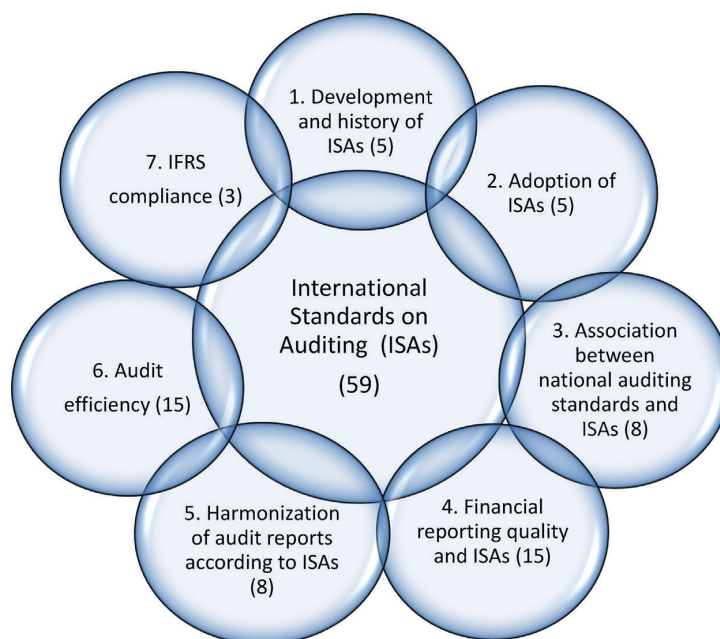 1. Development
and history of
ISAs (5)
2. Adoption of
ISAs (5)
3. Association
between
national auditing
standards and
ISAs (8)
4. Financial
reporting quality
and ISAs (15)
5. Harmonization
of audit reports
according to ISAs
(8)
6. Audit
efficiency (15)
7. IFRS
compliance (3)
International
Standards on
Auditing (ISAs)
(59)